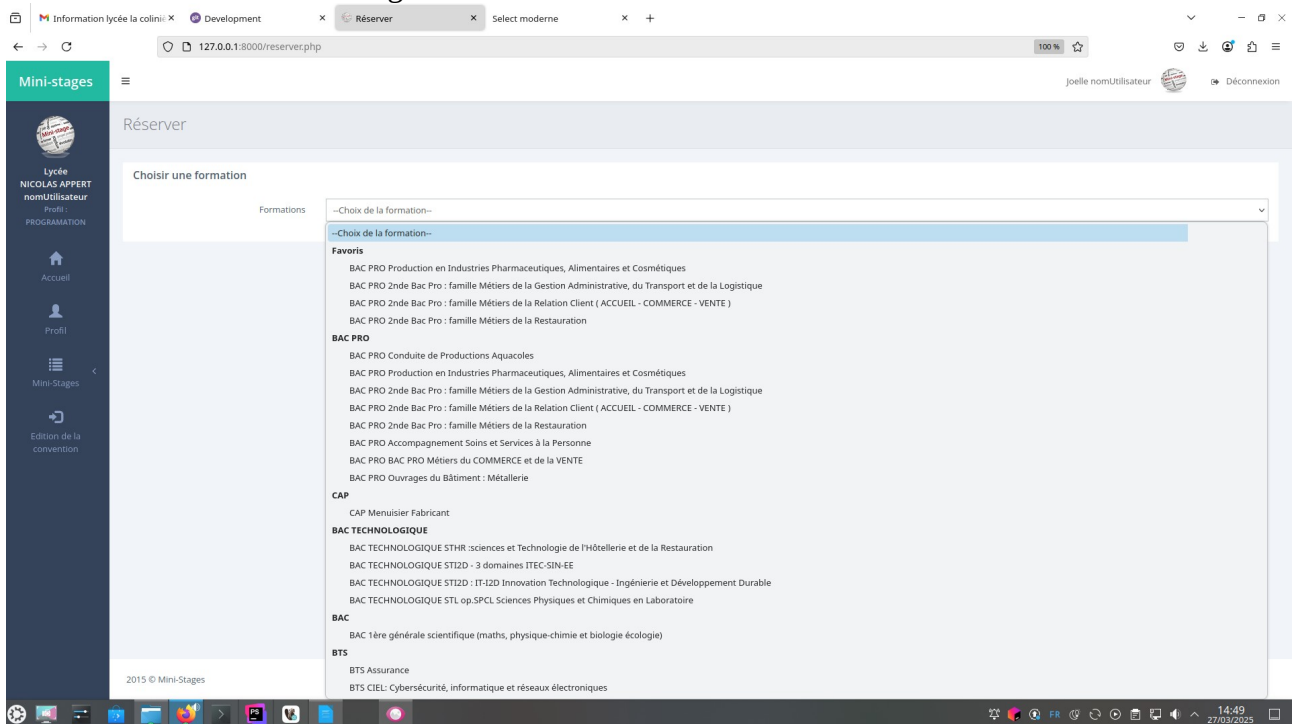 Information lycée la colini
Development
Réserver
Select moderne
127.0.0.1:8000/reserver.php
100 %
Mini-stages
Joelle nomUtilisateur
Déconnexion
Mini-stage
Réserver
Lycée
NICOLAS APPERT
nomUtilisateur
Profil :
PROGRAMATION
Choisir une formation
Formations
--Choix de la formation--
--Choix de la formation--
Favoris
BAC PRO Production en Industries Pharmaceutiques, Alimentaires et Cosmétiques
BAC PRO 2nde Bac Pro : famille Métiers de la Gestion Administrative, du Transport et de la Logistique
BAC PRO 2nde Bac Pro : famille Métiers de la Relation Client ( ACCUEIL - COMMERCE - VENTE )
BAC PRO 2nde Bac Pro : famille Métiers de la Restauration
BAC PRO
BAC PRO Conduite de Productions Aquacoles
BAC PRO Production en Industries Pharmaceutiques, Alimentaires et Cosmétiques
BAC PRO 2nde Bac Pro : famille Métiers de la Gestion Administrative, du Transport et de la Logistique
BAC PRO 2nde Bac Pro : famille Métiers de la Relation Client ( ACCUEIL - COMMERCE - VENTE )
BAC PRO 2nde Bac Pro : famille Métiers de la Restauration
BAC PRO Accompagnement Soins et Services à la Personne
BAC PRO BAC PRO Métiers du COMMERCE et de la VENTE
BAC PRO Ouvrages du Bâtiment : Métallerie
CAP
CAP Menuisier Fabricant
BAC TECHNOLOGIQUE
BAC TECHNOLOGIQUE STHR :sciences et Technologie de l'Hôtellerie et de la Restauration
BAC TECHNOLOGIQUE STI2D - 3 domaines ITEC-SIN-EE
BAC TECHNOLOGIQUE STI2D : IT-I2D Innovation Technologique - Ingénierie et Développement Durable
BAC TECHNOLOGIQUE STL op.SPCL Sciences Physiques et Chimiques en Laboratoire
BAC
BAC 1ère générale scientifique (maths, physique-chimie et biologie écologie)
BTS
BTS Assurance
BTS CIEL: Cybersécurité, informatique et réseaux électroniques
Accueil
Profil
Mini-Stages
Edition de la
convention
2015 © Mini-Stages
PS
FR
14:49
27/03/2025